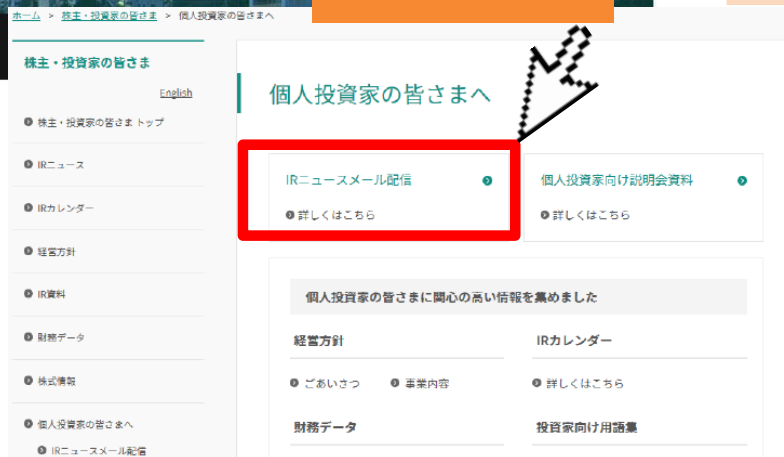 ホーム > 株主・投資家の皆さま > 個人投資家の皆さまへ
株主・投資家の皆さま
English
株主・投資家の皆さま トップ
IRニュース
IRカレンダー
経営方針
IR資料
財務データ
株式情報
個人投資家の皆さまへ
IRニュースメール配信
個人投資家の皆さまへ
IRニュースメール配信
詳しくはこちら
個人投資家向け説明会資料
詳しくはこちら
個人投資家の皆さまに関心の高い情報を集めました
経営方針
ごあいさつ 事業内容
IRカレンダー
詳しくはこちら
財務データ
投資家向け用語集